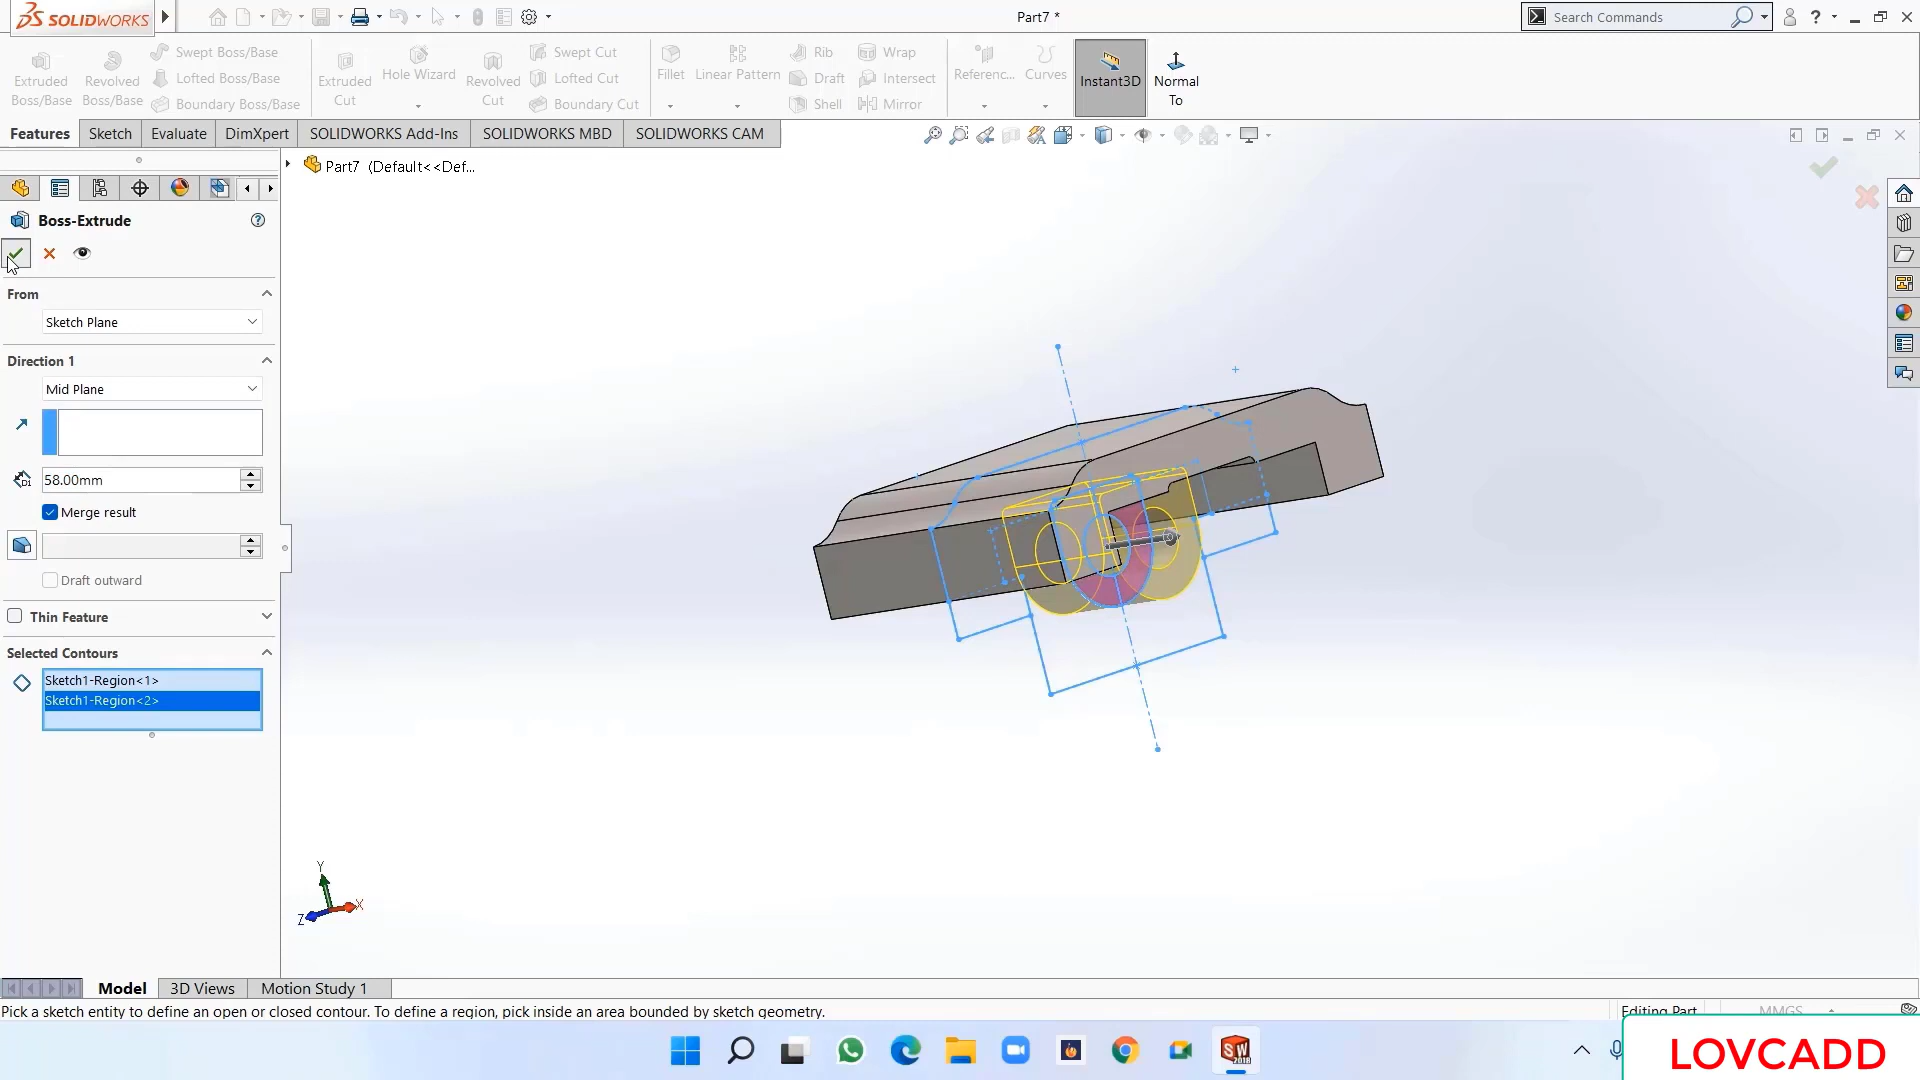 SOLIDWORKS
Part7 *
Search Commands
?
Extruded Boss/Base
Revolved Boss/Base
Swept Boss/Base
Lofted Boss/Base
Boundary Boss/Base
Extruded Cut
Hole Wizard
Revolved Cut
Swept Cut
Lofted Cut
Boundary Cut
Fillet
Linear Pattern
Rib
Draft
Shell
Wrap
Intersect
Mirror
Referenc...
Curves
Instant3D
Normal To
Features
Sketch
Evaluate
DimXpert
SOLIDWORKS Add-Ins
SOLIDWORKS MBD
SOLIDWORKS CAM
Part7 (Default<<Def...
Boss-Extrude
?
From
Sketch Plane
Direction 1
Mid Plane
D1
58.00mm
Merge result
Draft outward
Thin Feature
Selected Contours
Sketch1-Region<1>
Sketch1-Region<2>
Y
X
Z
Model
3D Views
Motion Study 1
Pick a sketch entity to define an open or closed contour. To define a region, pick inside an area bounded by sketch geometry.
Editing Part
MMGS
SW
2018
LOVCADD